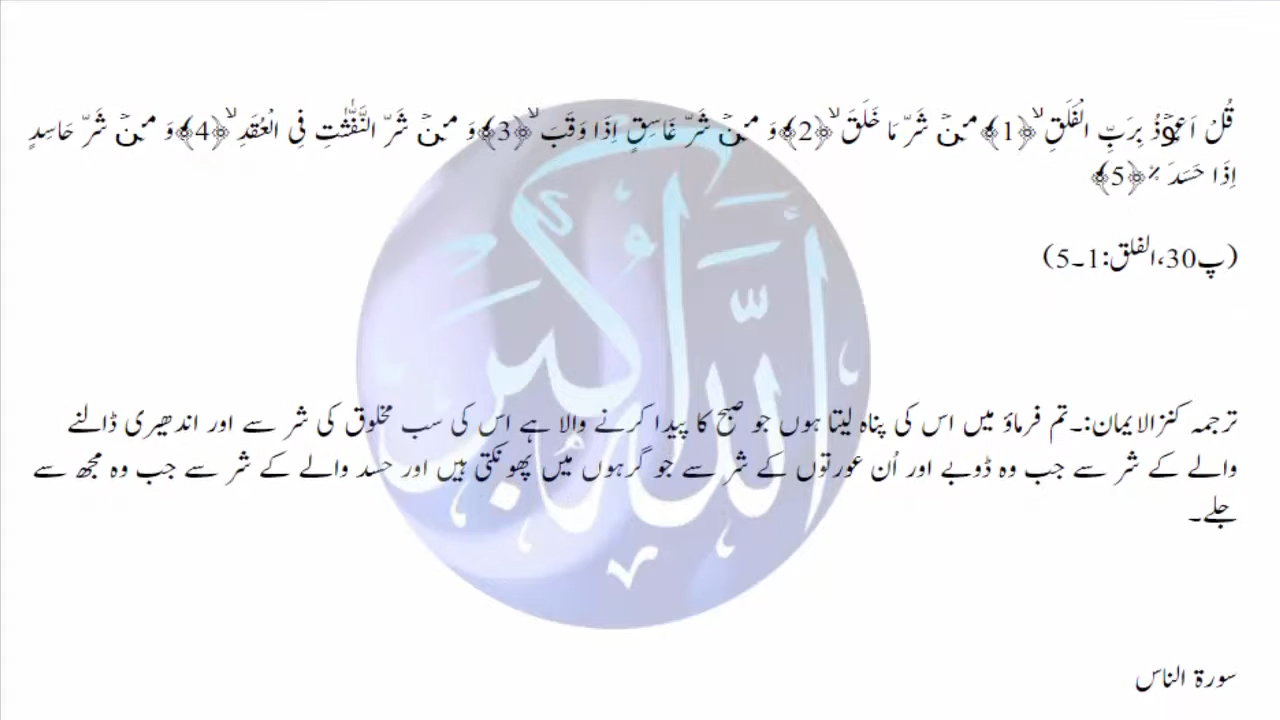 قُلْ اَعُوۡذُ بِرَبِّ الْفَلَقِ ۙ﴿1﴾ مِنۡ شَرِّ مَا خَلَقَ ۙ﴿2﴾ وَ مِنۡ شَرِّ غَاسِقٍ اِذَا وَقَبَ ۙ﴿3﴾ وَ مِنۡ شَرِّ النَّفّٰثٰتِ فِی الْعُقَدِ ۙ﴿4﴾ وَ مِنۡ شَرِّ حَاسِدٍ
اِذَا حَسَدَ ٪﴿5﴾
(پ30،الفلق:1۔5)
اللہ اکبر
ترجمہ کنزالایمان:۔تم فرماؤ میں اس کی پناہ لیتا ہوں جو صبح کا پیدا کرنے والا ہے اس کی سب مخلوق کی شر سے اور اندھیری ڈالنے
والے کے شر سے جب وہ ڈوبے اور اُن عورتوں کے شر سے جو گرہوں میں پھونکتی ہیں اور حسد والے کے شر سے جب وہ مجھ سے
جلے۔
سورۃ الناس